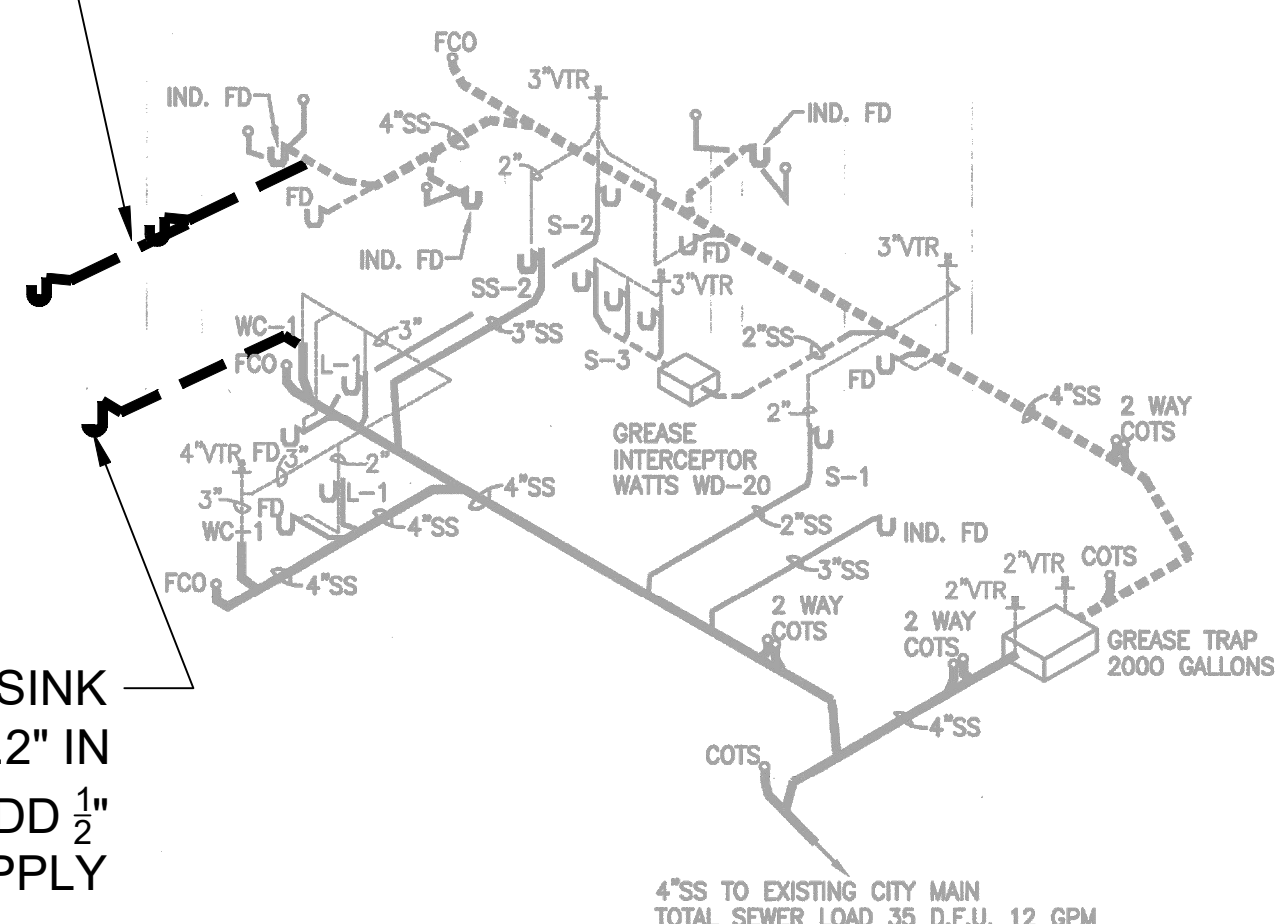 FCO
3"VTR
IND. FD
4"SS
IND. FD
2"
FD
S-2
FD
IND. FD
3"VTR
SS-2
3"VTR
WC-1
3"
3"SS
2"SS
FCO
L-1
S-3
FD
4"SS
2 WAY
COTS
2"
GREASE
INTERCEPTOR
WATTS WD-20
4"VTR
FD
3"
2"
S-1
3"
FD
L-1
4"SS
4"SS
2"SS
WC-1
IND. FD
FCO
4"SS
3"SS
2"VTR
COTS
2"VTR
2 WAY
COTS
2 WAY
COTS
GREASE TRAP
2000 GALLONS
SINK
2" IN
DD 1/2"
PPLY
4"SS
COTS
4"SS TO EXISTING CITY MAIN
TOTAL SEWER LOAD 35 D.F.U. 12 GPM